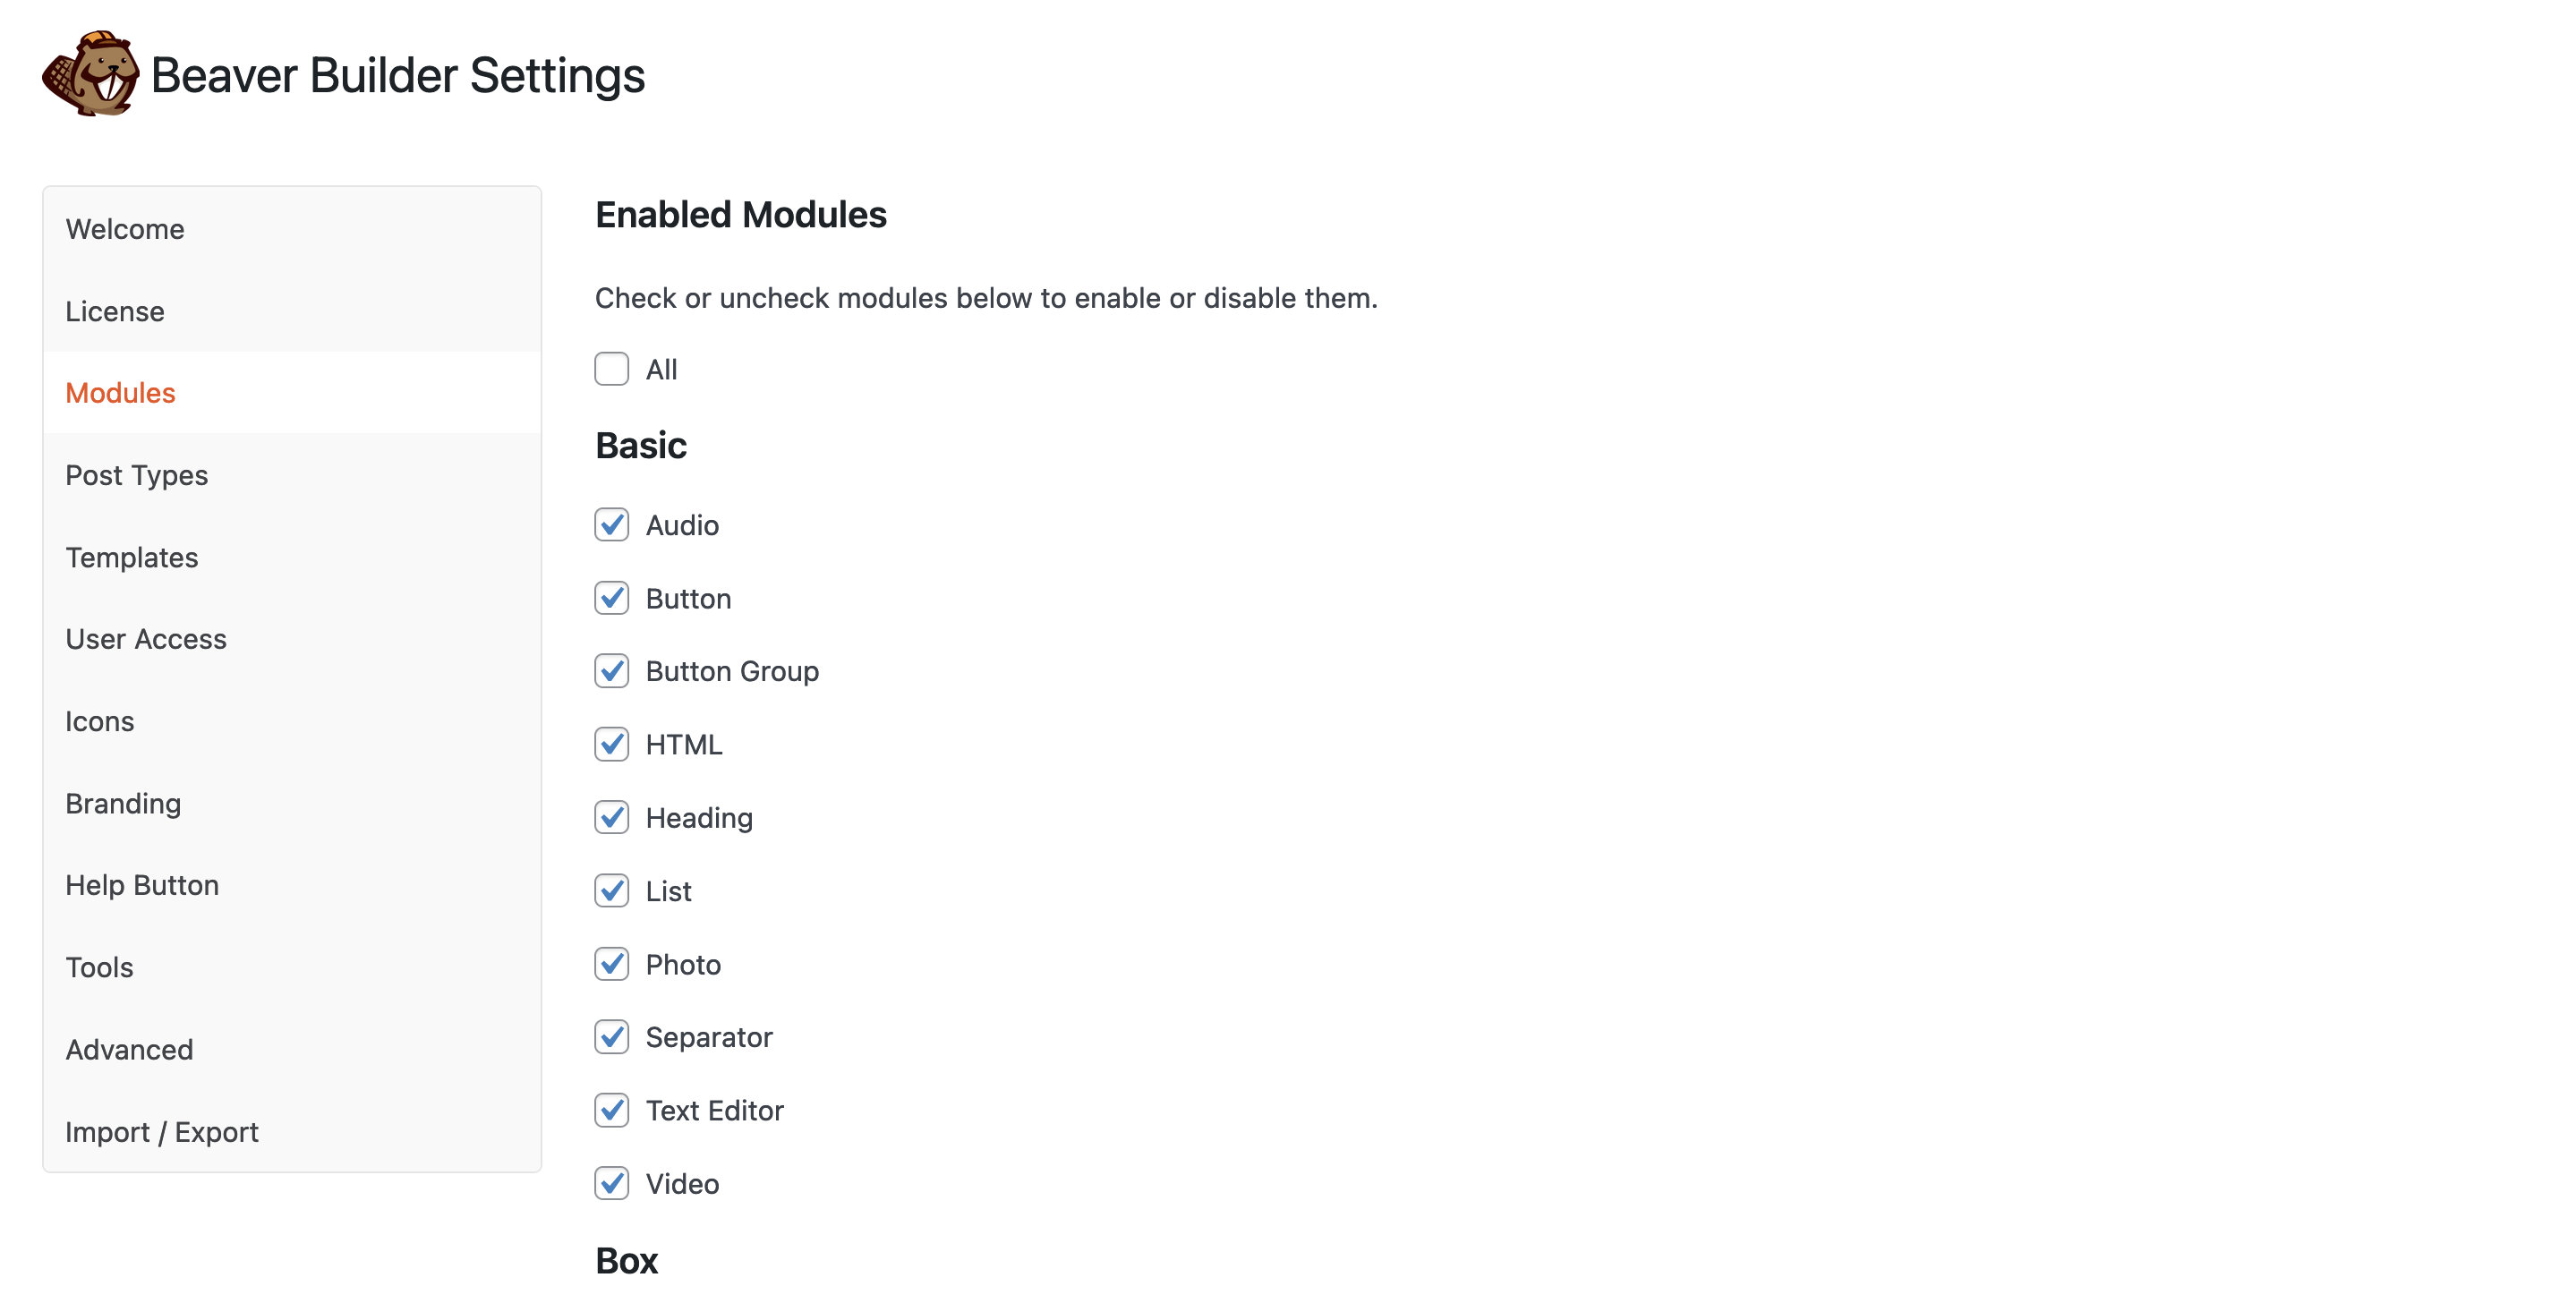 Beaver Builder Settings
Welcome
License
Modules
Post Types
Templates
User Access
Icons
Branding
Help Button
Tools
Advanced
Import / Export
Enabled Modules
Check or uncheck modules below to enable or disable them.
All
Basic
Audio
Button
Button Group
HTML
Heading
List
Photo
Separator
Text Editor
Video
Box